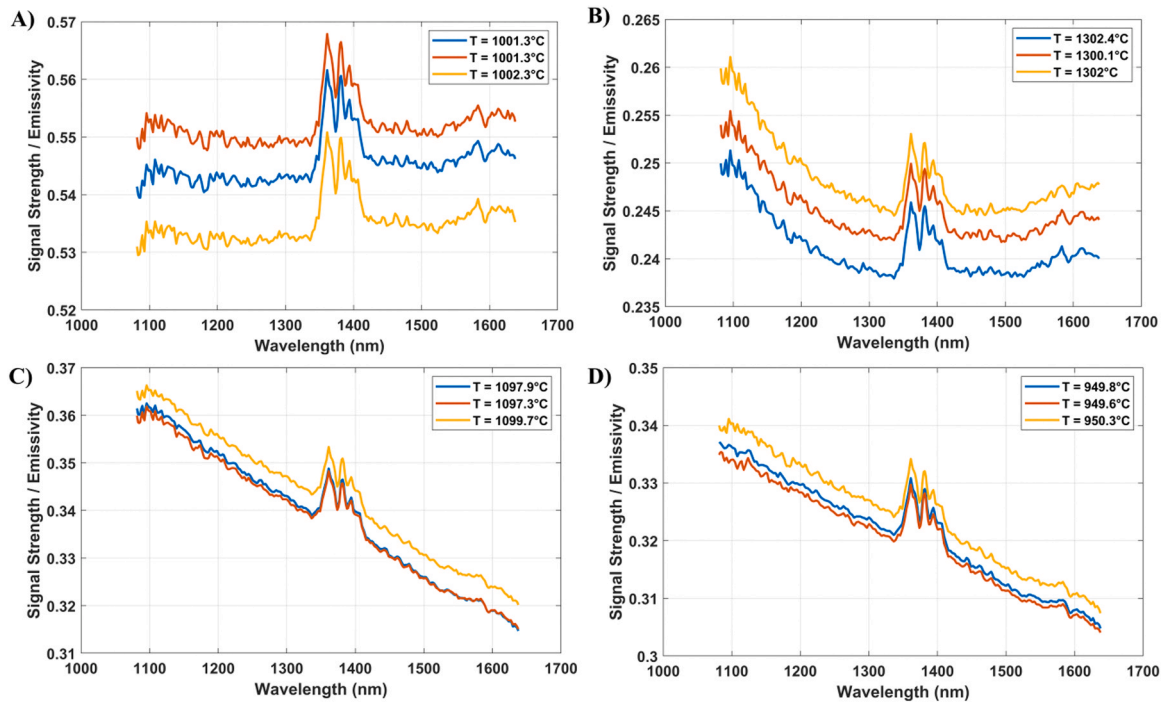 A)
Signal Strength / Emissivity
0.57
0.56
0.55
0.54
0.53
0.52
T = 1001.3°C
T = 1001.3°C
T = 1002.3°C
1000 1100 1200 1300 1400 1500 1600 1700
Wavelength (nm)
B)
Signal Strength / Emissivity
0.265
0.26
0.255
0.25
0.245
0.24
0.235
T = 1302.4°C
T = 1300.1°C
T = 1302°C
1000 1100 1200 1300 1400 1500 1600 1700
Wavelength (nm)
C)
Signal Strength / Emissivity
0.37
0.36
0.35
0.34
0.33
0.32
0.31
T = 1097.9°C
T = 1097.3°C
T = 1099.7°C
1000 1100 1200 1300 1400 1500 1600 1700
Wavelength (nm)
D)
Signal Strength / Emissivity
0.35
0.34
0.33
0.32
0.31
0.3
T = 949.8°C
T = 949.6°C
T = 950.3°C
1000 1100 1200 1300 1400 1500 1600 1700
Wavelength (nm)